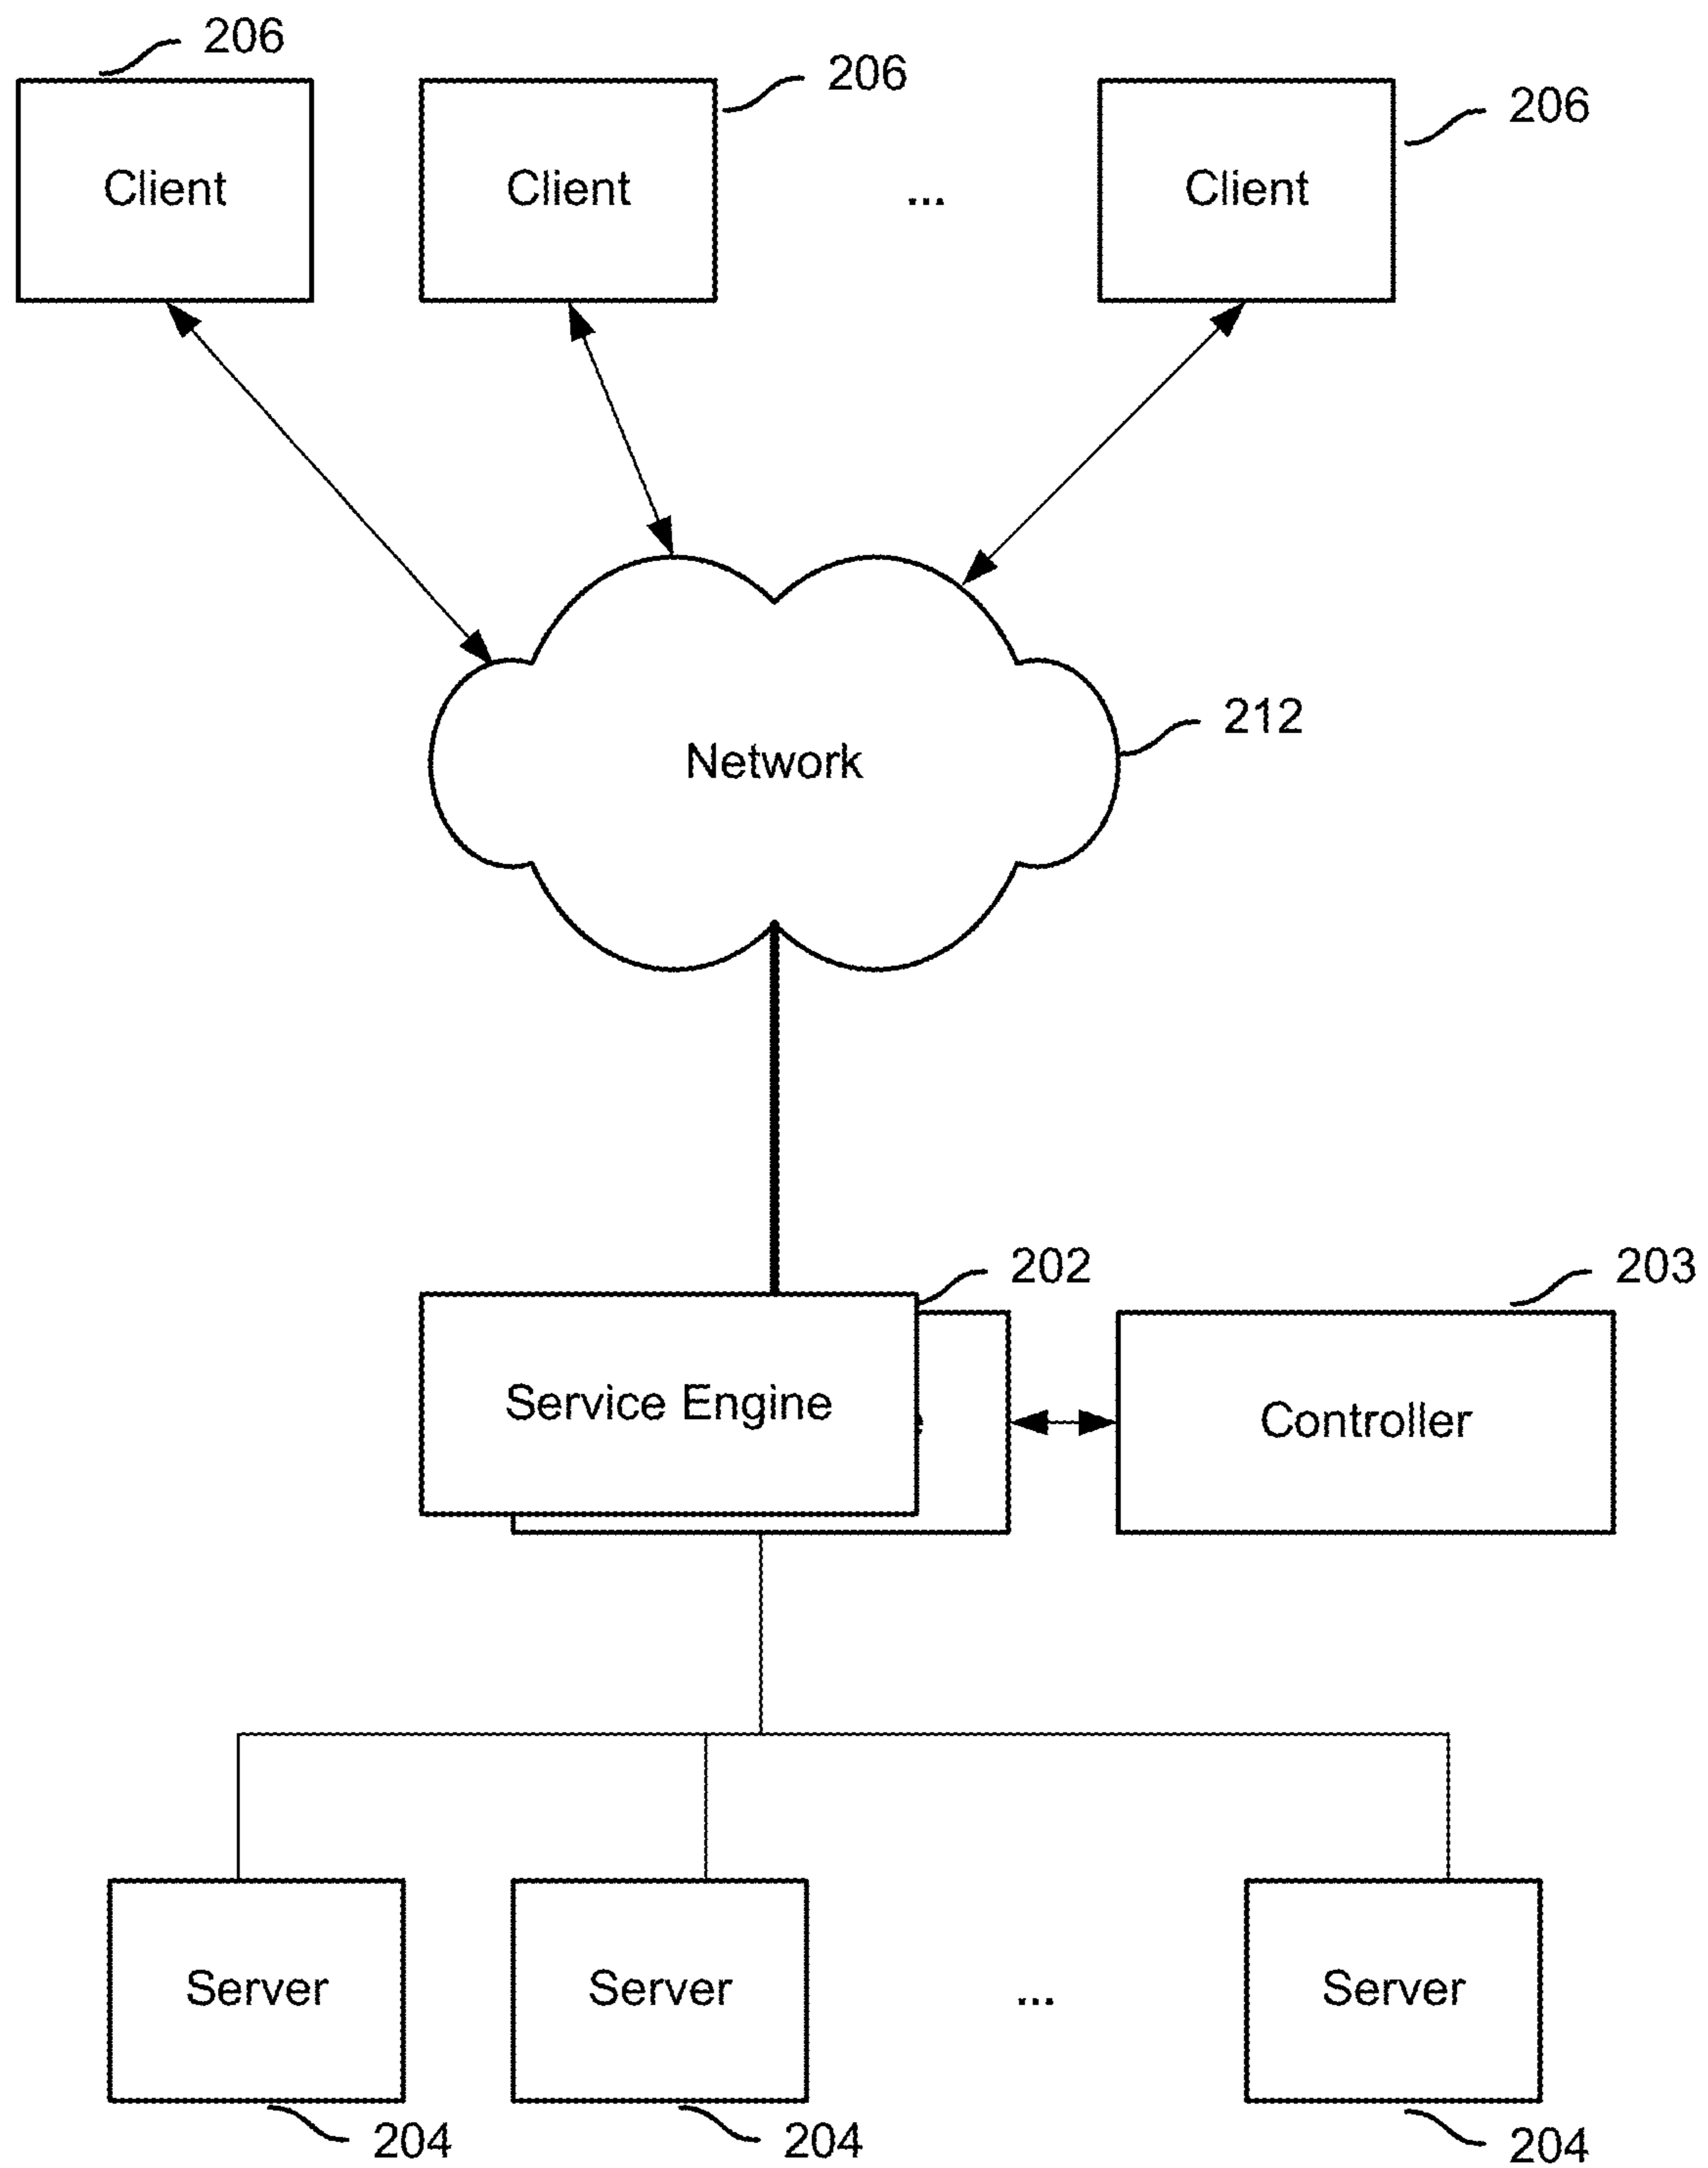 206
206
206
Client
Client
...
Client
212
Network
202
203
Service Engine
Controller
Server
Server
...
Server
204
204
204